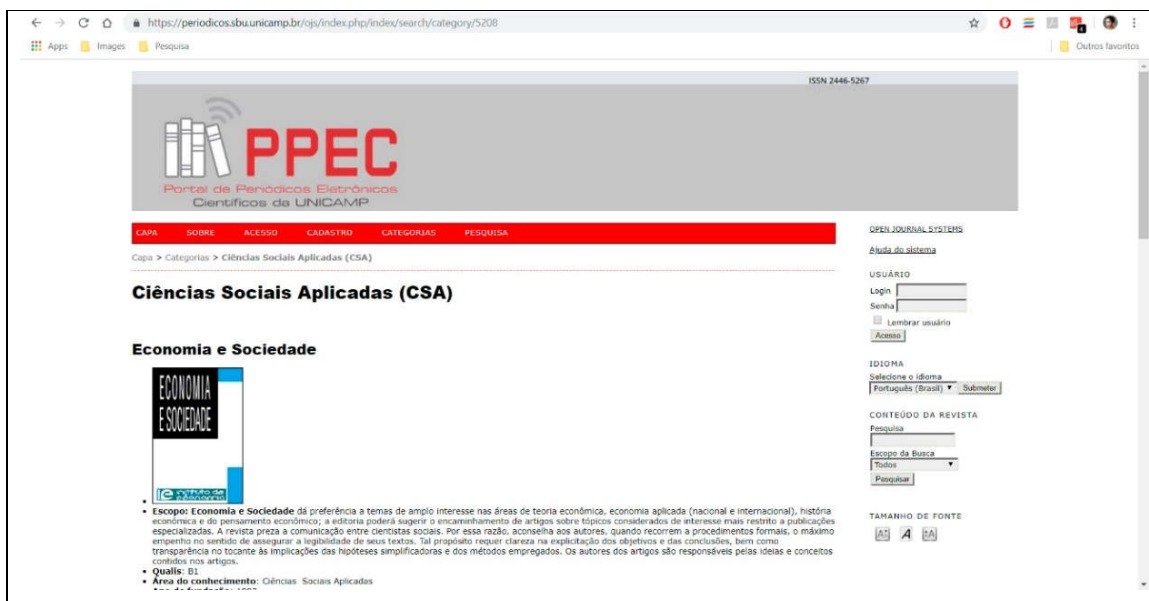 https://periodicos.sbu.unicamp.br/ojs/index.php/index/search/category/5208
Apps Images Pesquisa Outros favoritos
ISSN 2446-5267
PPEC
Portal de Periódicos Eletrônicos
Científicos da UNICAMP
CAPA SOBRE ACESSO CADASTRO CATEGORIAS PESQUISA
Capa > Categorias > Ciências Sociais Aplicadas (CSA)
Ciências Sociais Aplicadas (CSA)
Economia e Sociedade
ECONOMIA
E SOCIEDADE
• Escopo: Economia e Sociedade dá preferência a temas de amplo interesse nas áreas de teoria econômica, economia aplicada (nacional e internacional), história
econômica e do pensamento econômico; a editoria poderá sugerir o encaminhamento de artigos sobre tópicos considerados de interesse mais restrito a publicações
especializadas. A revista preza a comunicação entre cientistas sociais. Por essa razão, aconselha aos autores, quando recorrem a procedimentos formais, o máximo
empenho no sentido de assegurar a legibilidade de seus textos. Tal propósito requer clareza na explicitação dos objetivos e das conclusões, bem como
transparência no tocante às implicações das hipóteses simplificadoras e dos métodos empregados. Os autores dos artigos são responsáveis pelas ideias e conceitos
contidos nos artigos.
• Qualis: B1
• Área do conhecimento: Ciências Sociais Aplicadas
OPEN JOURNAL SYSTEMS
Ajuda do sistema
USUÁRIO
Login
Senha
Lembrar usuário
Acesso
IDIOMA
Selecione o idioma
Português (Brasil) Submeter
CONTEÚDO DA REVISTA
Pesquisa
Escopo da Busca
Todos
Pesquisar
TAMANHO DE FONTE